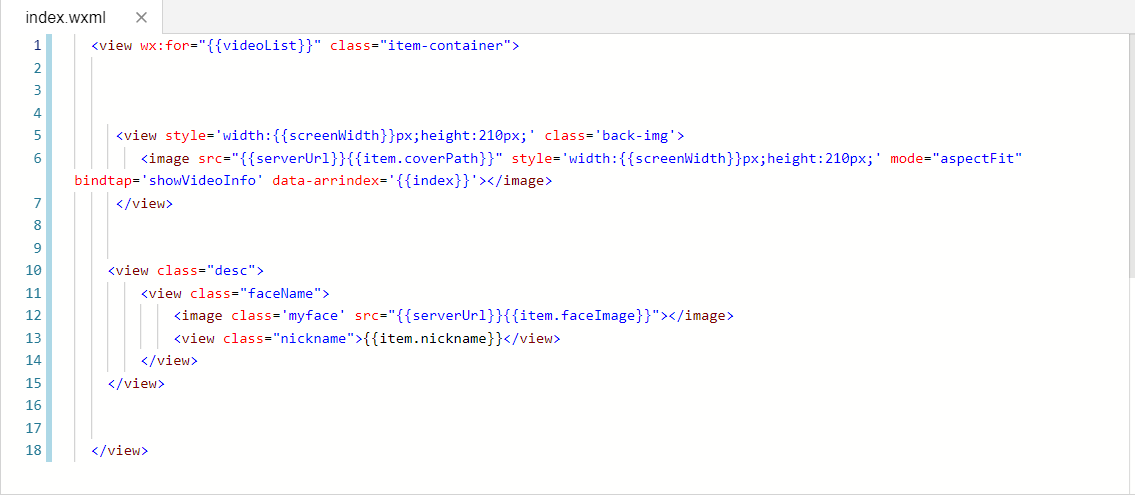 index.wxml ×
1 <view wx:for="{{videoList}}" class="item-container">
2
3
4
5 <view style='width:{{screenWidth}}px;height:210px;' class='back-img'>
6 <image src="{{serverUrl}}{{item.coverPath}}" style='width:{{screenWidth}}px;height:210px;' mode="aspectFit"
bindtap='showVideoInfo' data-arrindex='{{index}}'></image>
7 </view>
8
9
10 <view class="desc">
11 <view class="faceName">
12 <image class='myface' src="{{serverUrl}}{{item.faceImage}}"></image>
13 <view class="nickname">{{item.nickname}}</view>
14 </view>
15 </view>
16
17
18 </view>